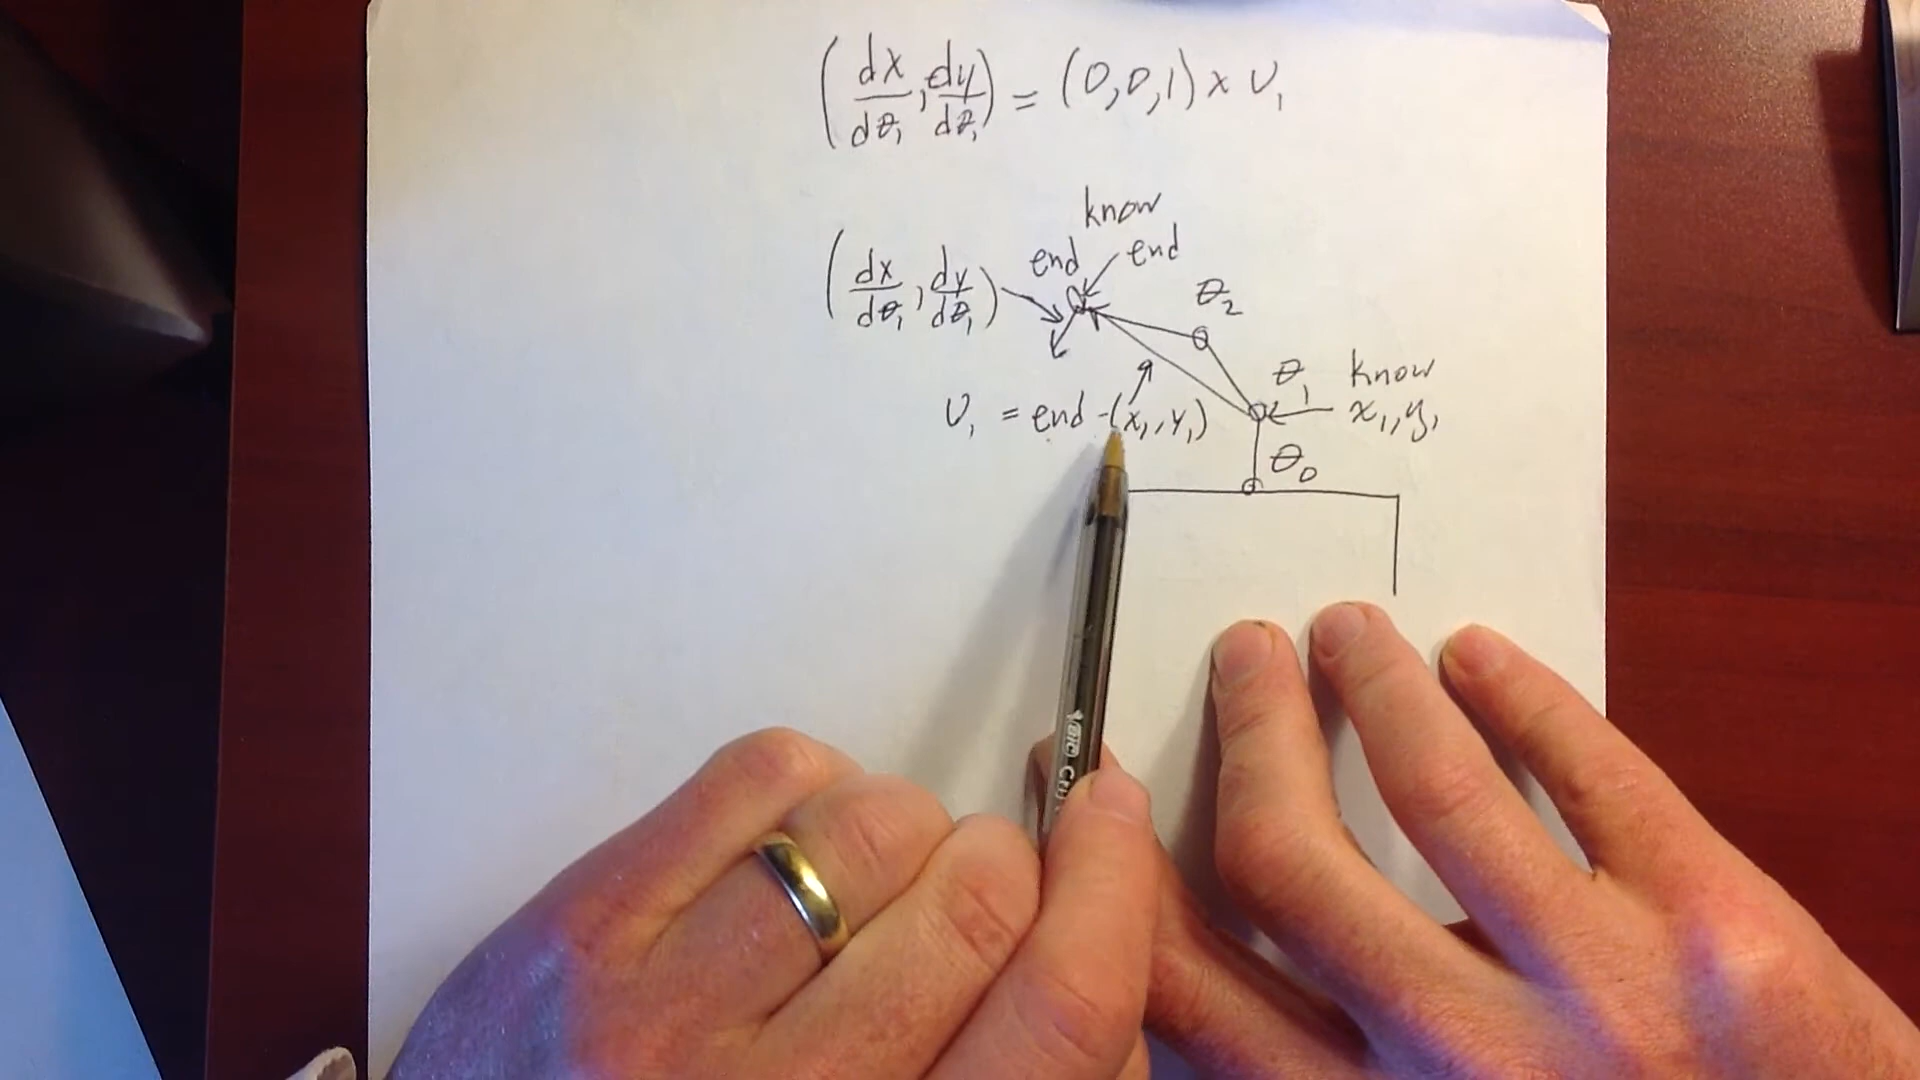 (dx/dθ₁, dy/dθ₁) = (0,0,1) x v₁
know
end
end
(dx/dθ₁, dy/dθ₁)
θ₂
θ₁ know
v₁ = end -(x₁, y₁)
x₁, y₁
θ₀
BIC